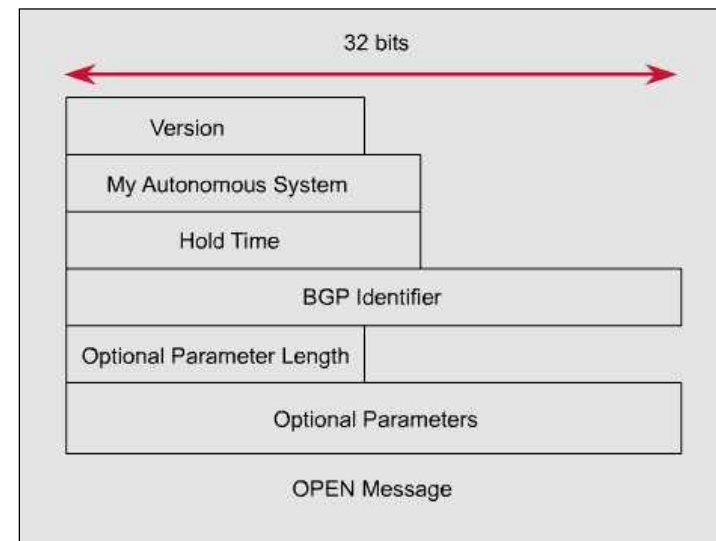 32 bits
Version
My Autonomous System
Hold Time
BGP Identifier
Optional Parameter Length
Optional Parameters
OPEN Message